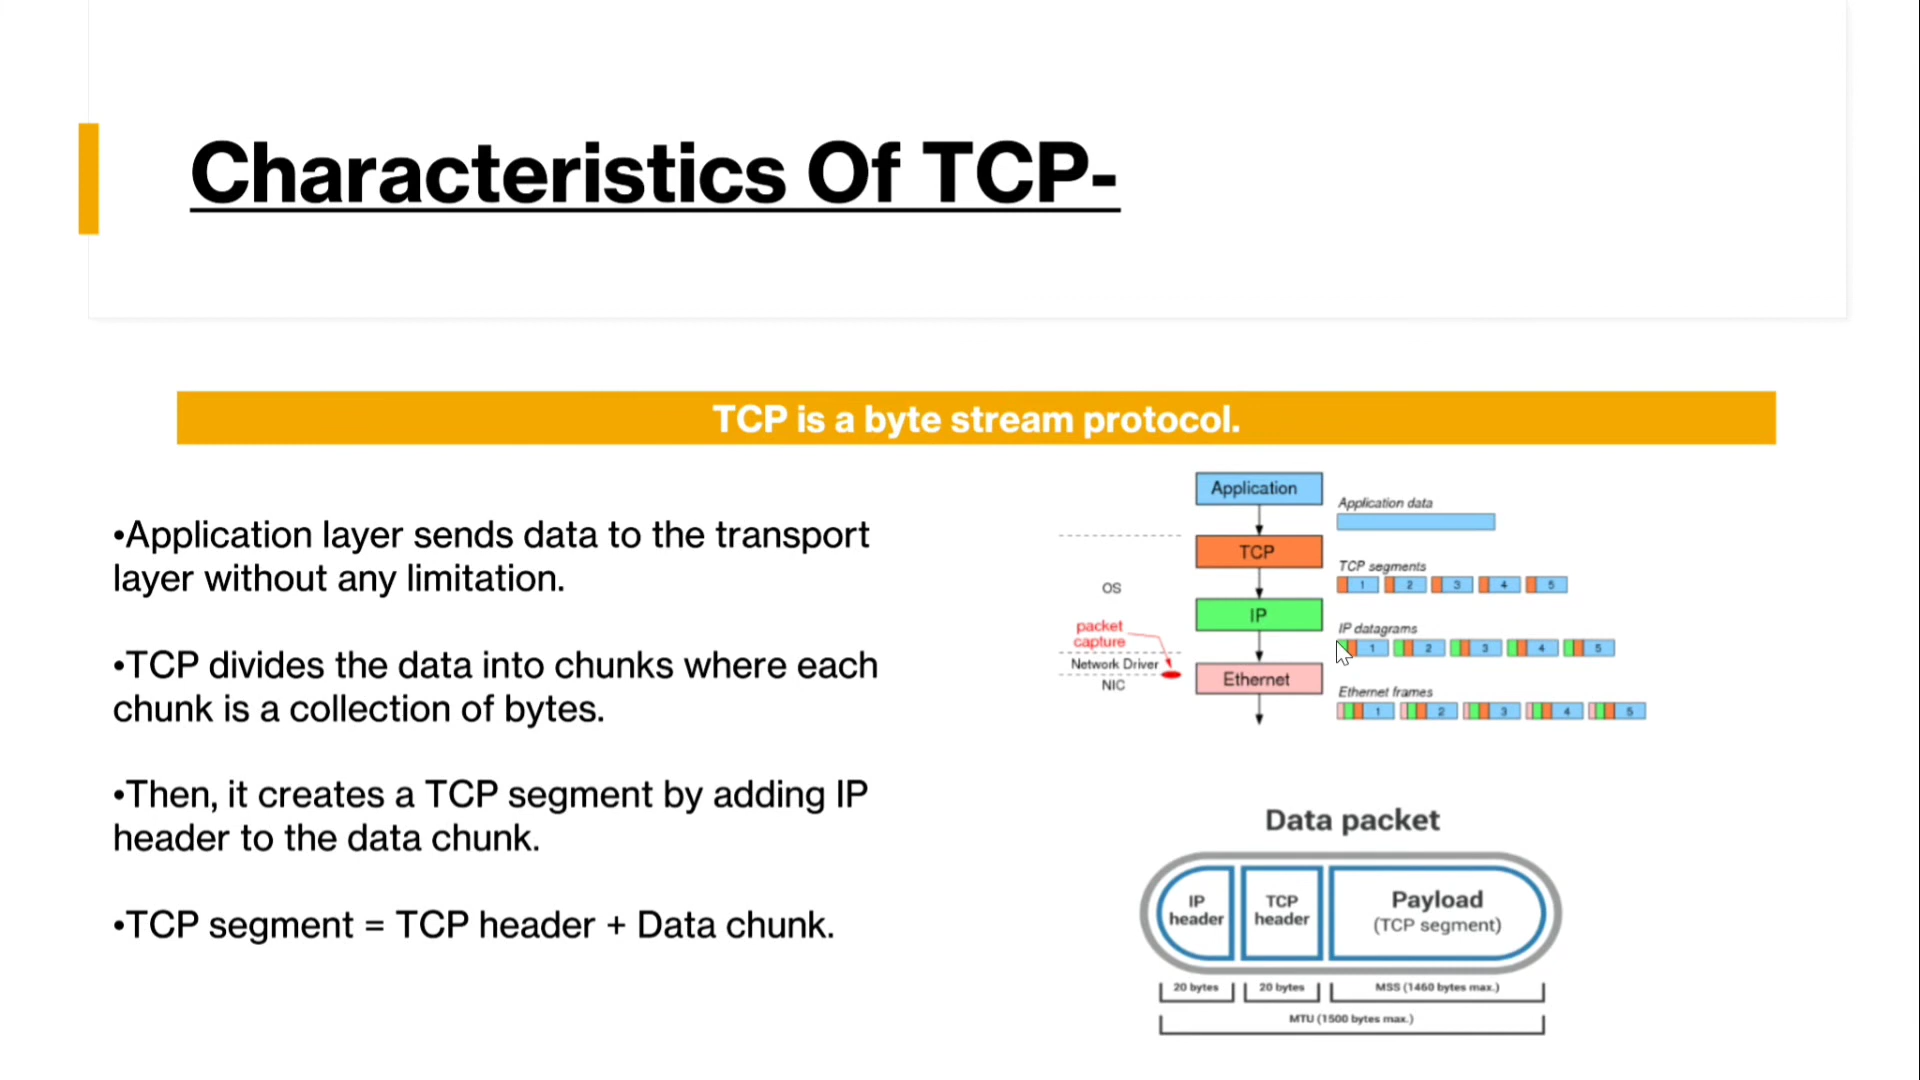 Characteristics Of TCP-
TCP is a byte stream protocol.
•Application layer sends data to the transport
layer without any limitation.
•TCP divides the data into chunks where each
chunk is a collection of bytes.
•Then, it creates a TCP segment by adding IP
header to the data chunk.
•TCP segment = TCP header + Data chunk.
Application
Application data
TCP
TCP segments
1 2 3 4 5
OS
IP
IP datagrams
1 2 3 4 5
packet
capture
Network Driver
NIC
Ethernet
Ethernet frames
1 2 3 4 5
Data packet
IP
header
TCP
header
Payload
(TCP segment)
20 bytes
20 bytes
MSS (1460 bytes max.)
MTU (1500 bytes max.)